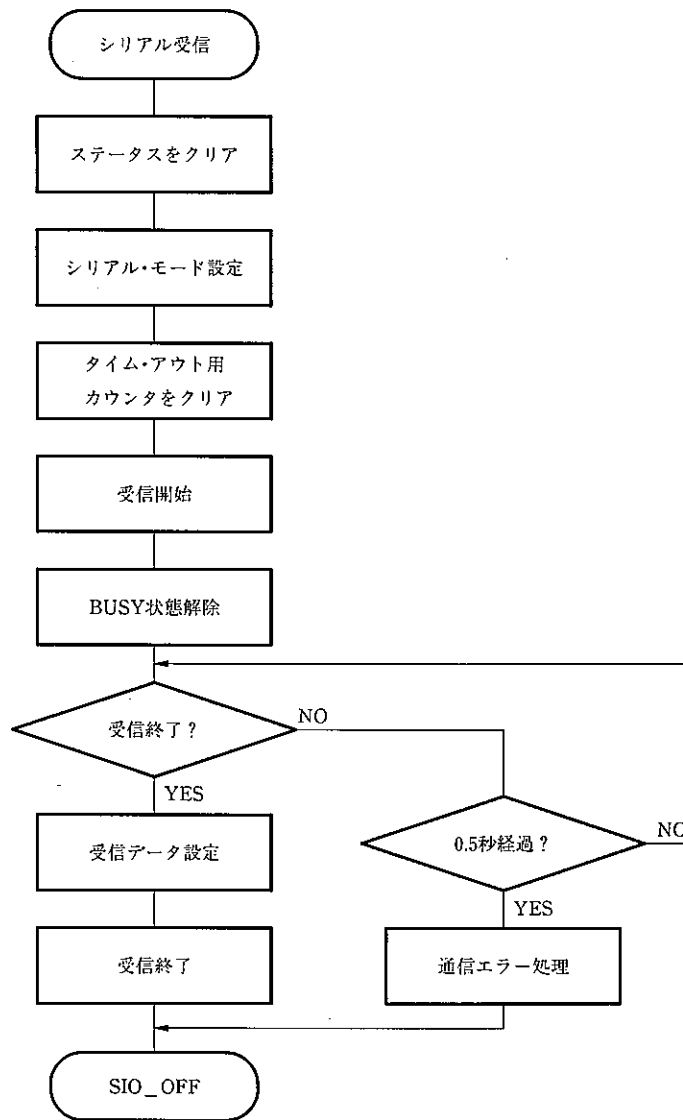 シリアル受信
ステータスをクリア
シリアル・モード設定
タイム・アウト用
カウンタをクリア
受信開始
BUSY状態解除
受信終了?
NO
YES
0.5秒経過?
NO
受信データ設定
YES
受信終了
通信エラー処理
SIO_OFF